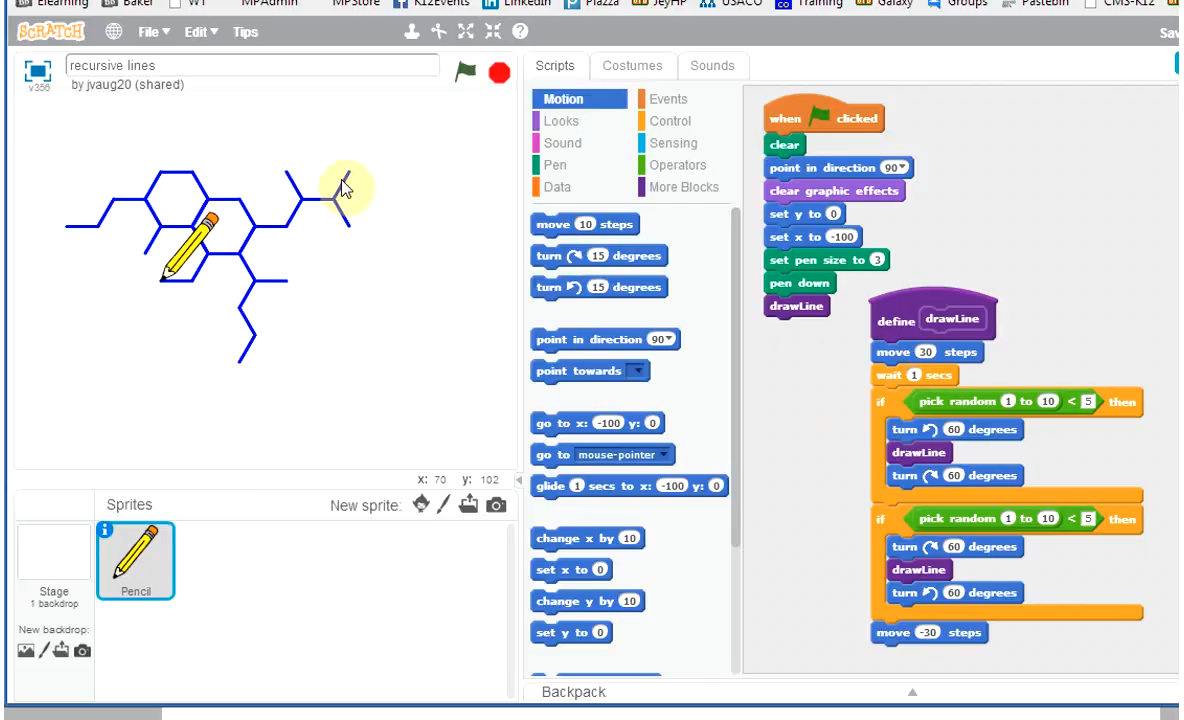 Elearning Baker WT MPAdmin MPStore K12Events LinkedIn Piazza JeyHP USACO Training Galaxy Groups Pastebin CMS-K12
SCRATCH File Edit Tips
recursive lines
by jvaug20 (shared)
v356
Scripts Costumes Sounds
Motion Events
Looks Control
Sound Sensing
Pen Operators
Data More Blocks
move 10 steps
turn 15 degrees
turn 15 degrees
point in direction 90
point towards
go to x: -100 y: 0
go to mouse-pointer
glide 1 secs to x: -100 y: 0
change x by 10
set x to 0
change y by 10
set y to 0
when clicked
clear
point in direction 90
clear graphic effects
set y to 0
set x to -100
set pen size to 3
pen down
drawLine
define drawLine
move 30 steps
wait 1 secs
if pick random 1 to 10 < 5 then
turn 60 degrees
drawLine
turn 60 degrees
if pick random 1 to 10 < 5 then
turn 60 degrees
drawLine
turn 60 degrees
move -30 steps
x: 70 y: 102
Sprites New sprite:
Stage
1 backdrop
New backdrop:
Pencil
Backpack